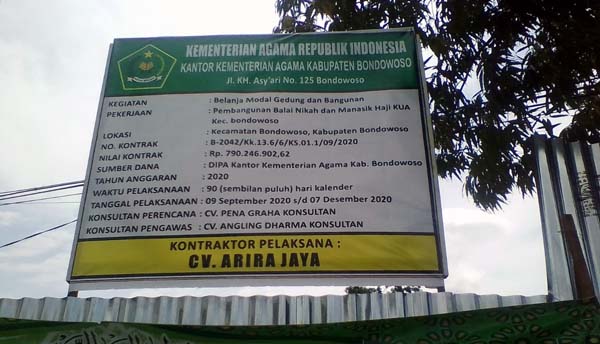 KEMENTERIAN AGAMA REPUBLIK INDONESIA
KANTOR KEMENTERIAN AGAMA KABUPATEN BONDOWOSO
Jl. KH. Asy'ari No. 125 Bondowoso
KEGIATAN : Belanja Modal Gedung dan Bangunan
PEKERJAAN : Pembangunan Balai Nikah dan Manasik Haji KUA
Kec. bondowoso
LOKASI : Kecamatan Bondowoso, Kabupaten Bondowoso
NO. KONTRAK : B-2042/Kk.13.6/6/KS.01.1/09/2020
NILAI KONTRAK : Rp. 790.246.902,62
SUMBER DANA : DIPA Kantor Kementerian Agama Kab. Bondowoso
TAHUN ANGGARAN : 2020
WAKTU PELAKSANAAN : 90 (sembilan puluh) hari kalender
TANGGAL PELAKSANAAN : 09 September 2020 s/d 07 Desember 2020
KONSULTAN PERENCANA : CV. PENA GRAHA KONSULTAN
KONSULTAN PENGAWAS : CV. ANGLING DHARMA KONSULTAN
KONTRAKTOR PELAKSANA :
CV. ARIRA JAYA